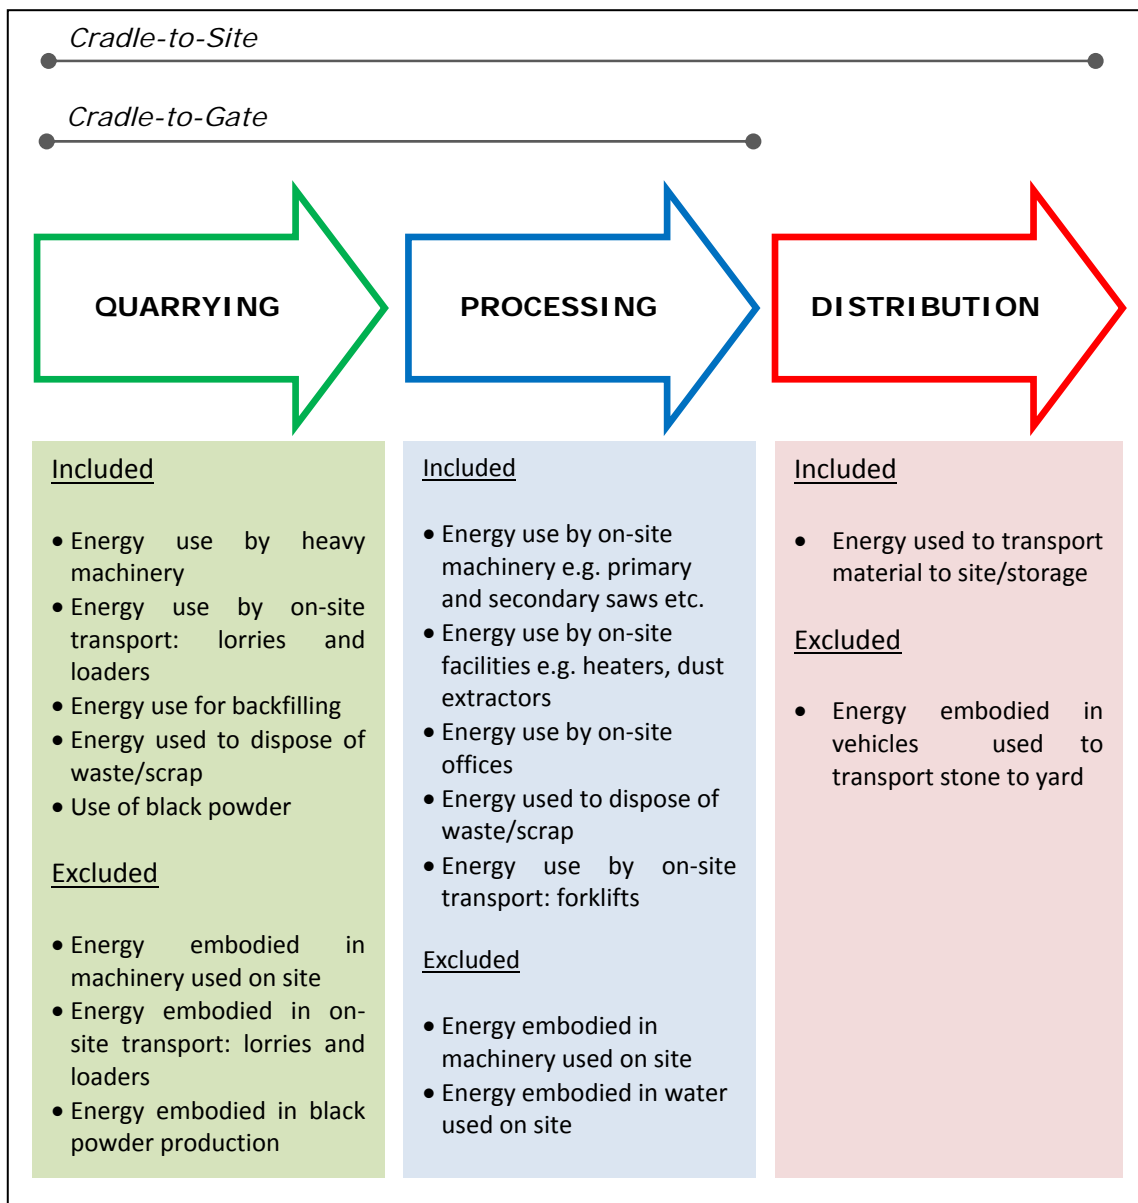 Cradle-to-Site
Cradle-to-Gate
QUARRYING
PROCESSING
DISTRIBUTION
Included
• Energy use by heavy
machinery
• Energy use by on-site
transport: lorries and
loaders
• Energy use for backfilling
• Energy used to dispose of
waste/scrap
• Use of black powder
Excluded
• Energy embodied in
machinery used on site
• Energy embodied in on-
site transport: lorries and
loaders
• Energy embodied in black
powder production
Included
• Energy use by on-site
machinery e.g. primary
and secondary saws etc.
• Energy use by on-site
facilities e.g. heaters, dust
extractors
• Energy use by on-site
offices
• Energy used to dispose of
waste/scrap
• Energy use by on-site
transport: forklifts
Excluded
• Energy embodied in
machinery used on site
• Energy embodied in water
used on site
Included
• Energy used to transport
material to site/storage
Excluded
• Energy embodied in
vehicles used to
transport stone to yard